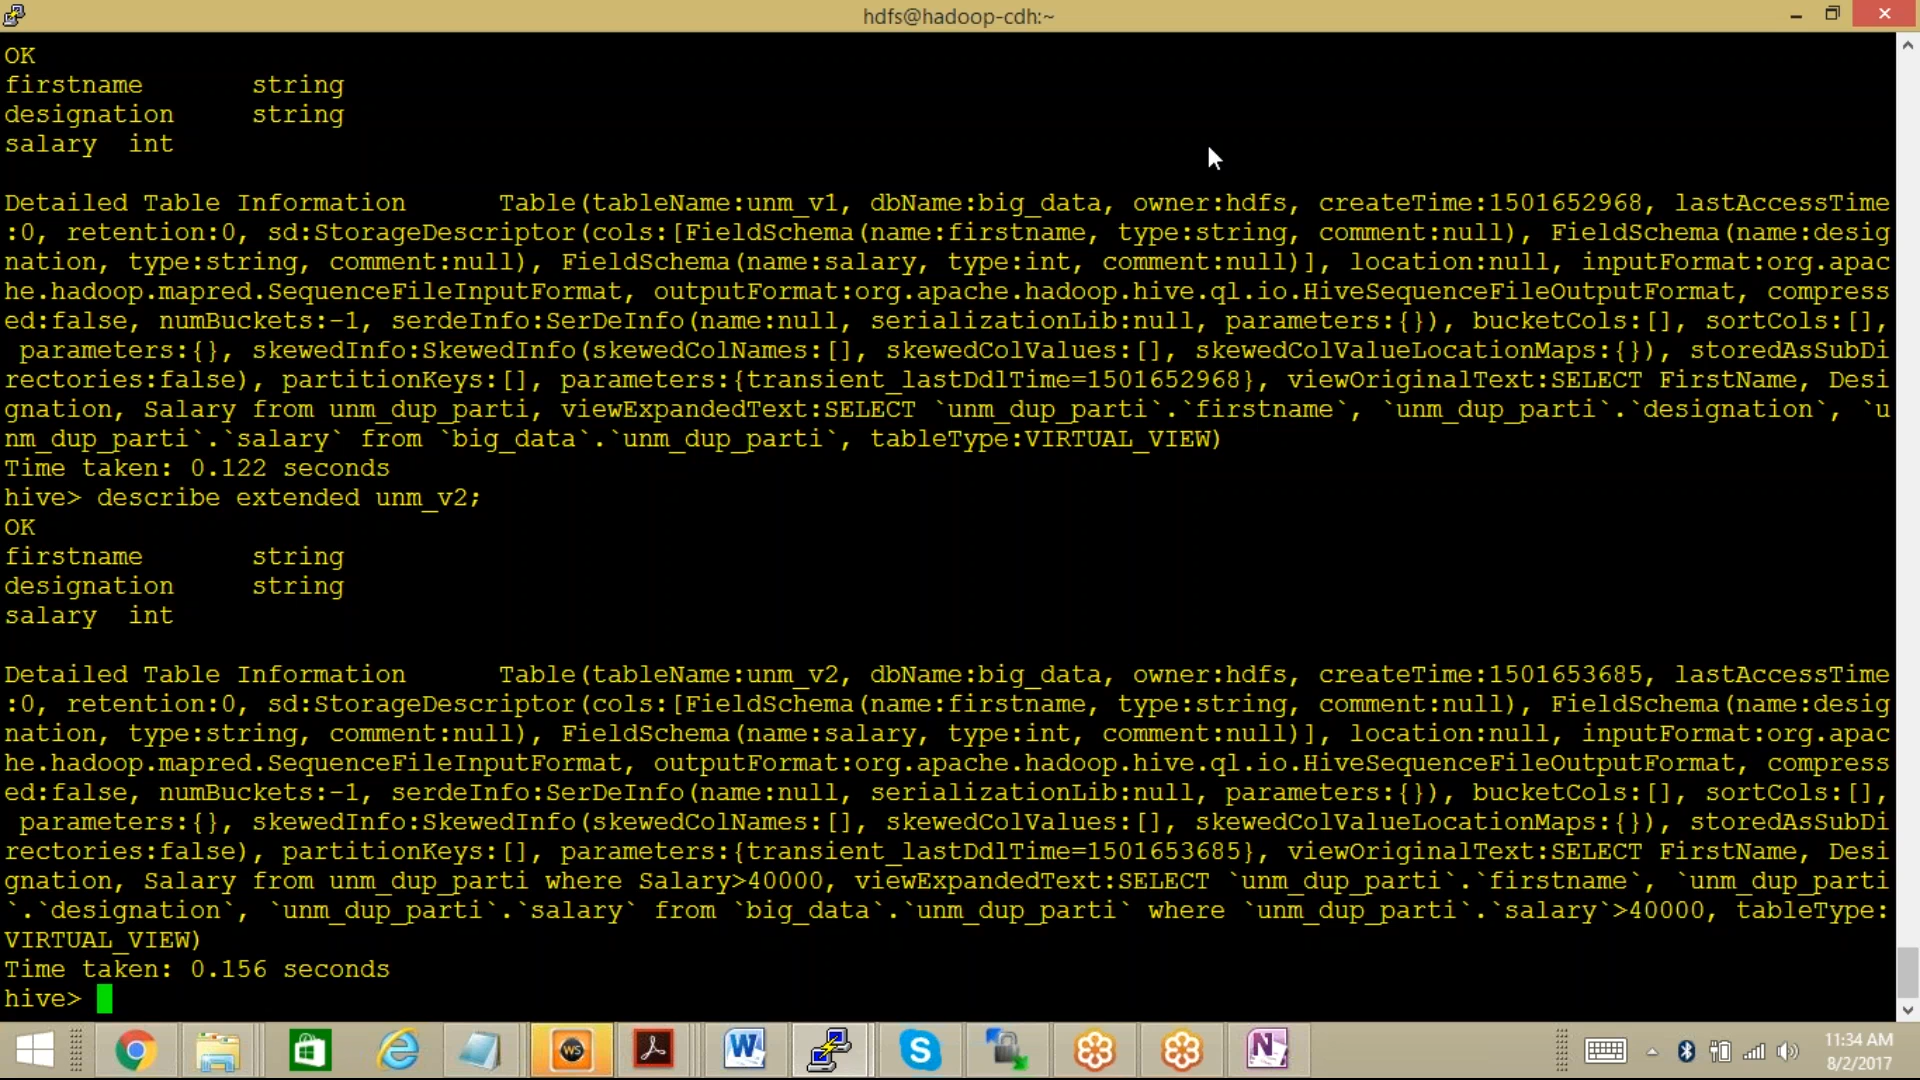 hdfs@hadoop-cdh:~
OK
firstname string
designation string
salary int
Detailed Table Information Table(tableName:unm_v1, dbName:big_data, owner:hdfs, createTime:1501652968, lastAccessTime
:0, retention:0, sd:StorageDescriptor(cols:[FieldSchema(name:firstname, type:string, comment:null), FieldSchema(name:desig
nation, type:string, comment:null), FieldSchema(name:salary, type:int, comment:null)], location:null, inputFormat:org.apac
he.hadoop.mapred.SequenceFileInputFormat, outputFormat:org.apache.hadoop.hive.ql.io.HiveSequenceFileOutputFormat, compress
ed:false, numBuckets:-1, serdeInfo:SerDeInfo(name:null, serializationLib:null, parameters:{}), bucketCols:[], sortCols:[],
parameters:{}, skewedInfo:SkewedInfo(skewedColNames:[], skewedColValues:[], skewedColValueLocationMaps:{}), storedAsSubDi
rectories:false), partitionKeys:[], parameters:{transient_lastDdlTime=1501652968}, viewOriginalText:SELECT FirstName, Desi
gnation, Salary from unm_dup_parti, viewExpandedText:SELECT `unm_dup_parti`.`firstname`, `unm_dup_parti`.`designation`, `u
nm_dup_parti`.`salary` from `big_data`.`unm_dup_parti`, tableType:VIRTUAL_VIEW)
Time taken: 0.122 seconds
hive> describe extended unm_v2;
OK
firstname string
designation string
salary int
Detailed Table Information Table(tableName:unm_v2, dbName:big_data, owner:hdfs, createTime:1501653685, lastAccessTime
:0, retention:0, sd:StorageDescriptor(cols:[FieldSchema(name:firstname, type:string, comment:null), FieldSchema(name:desig
nation, type:string, comment:null), FieldSchema(name:salary, type:int, comment:null)], location:null, inputFormat:org.apac
he.hadoop.mapred.SequenceFileInputFormat, outputFormat:org.apache.hadoop.hive.ql.io.HiveSequenceFileOutputFormat, compress
ed:false, numBuckets:-1, serdeInfo:SerDeInfo(name:null, serializationLib:null, parameters:{}), bucketCols:[], sortCols:[],
parameters:{}, skewedInfo:SkewedInfo(skewedColNames:[], skewedColValues:[], skewedColValueLocationMaps:{}), storedAsSubDi
rectories:false), partitionKeys:[], parameters:{transient_lastDdlTime=1501653685}, viewOriginalText:SELECT FirstName, Desi
gnation, Salary from unm_dup_parti where Salary>40000, viewExpandedText:SELECT `unm_dup_parti`.`firstname`, `unm_dup_parti
`.`designation`, `unm_dup_parti`.`salary` from `big_data`.`unm_dup_parti` where `unm_dup_parti`.`salary`>40000, tableType:
VIRTUAL_VIEW)
Time taken: 0.156 seconds
hive>
WS
11:34 AM
8/2/2017